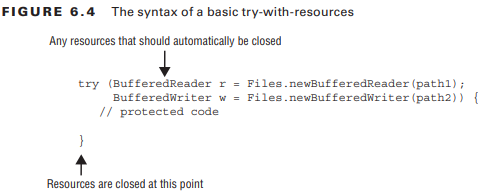 FIGURE 6.4 The syntax of a basic try-with-resources
Any resources that should automatically be closed
try (BufferedReader r = Files.newBufferedReader(path1);
BufferedWriter w = Files.newBufferedWriter(path2)) {
// protected code
}
Resources are closed at this point